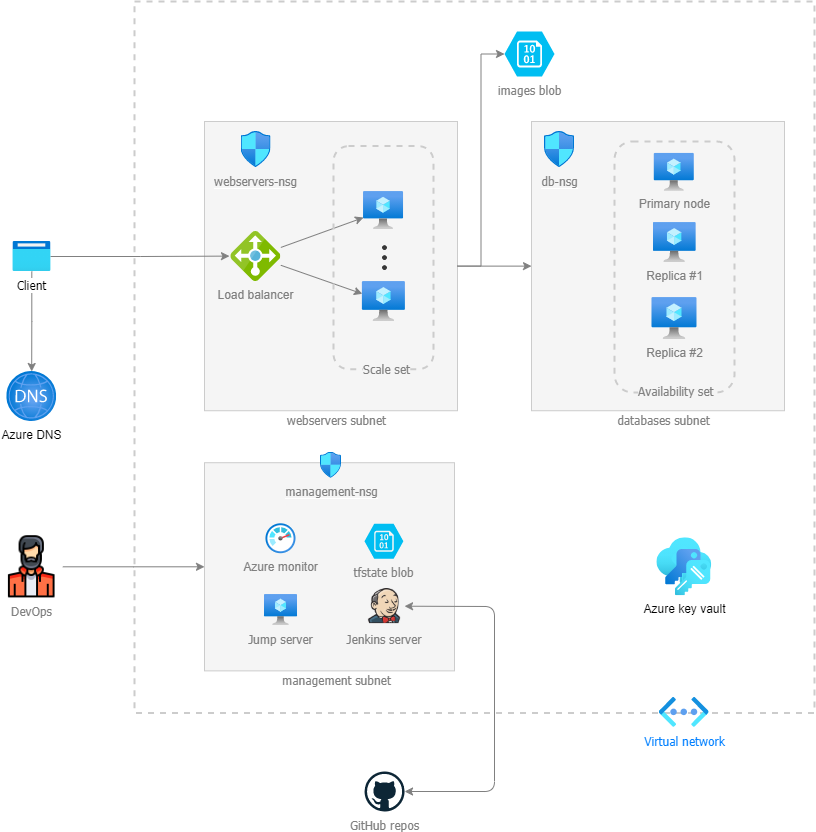 10
01
images blob
webservers-nsg
db-nsg
Primary node
Client
Load balancer
Replica #1
Replica #2
Scale set
Availability set
DNS
webservers subnet
databases subnet
Azure DNS
management-nsg
10
01
Azure monitor
tfstate blob
DevOps
Azure key vault
Jump server
Jenkins server
management subnet
Virtual network
GitHub repos